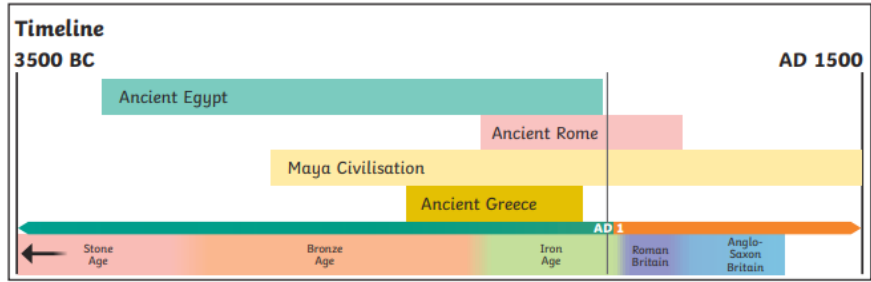 Timeline
3500 BC
AD 1500
Ancient Egypt
Ancient Rome
Maya Civilisation
Ancient Greece
AD 1
Stone
Age
Bronze
Age
Iron
Age
Roman
Britain
Anglo-
Saxon
Britain